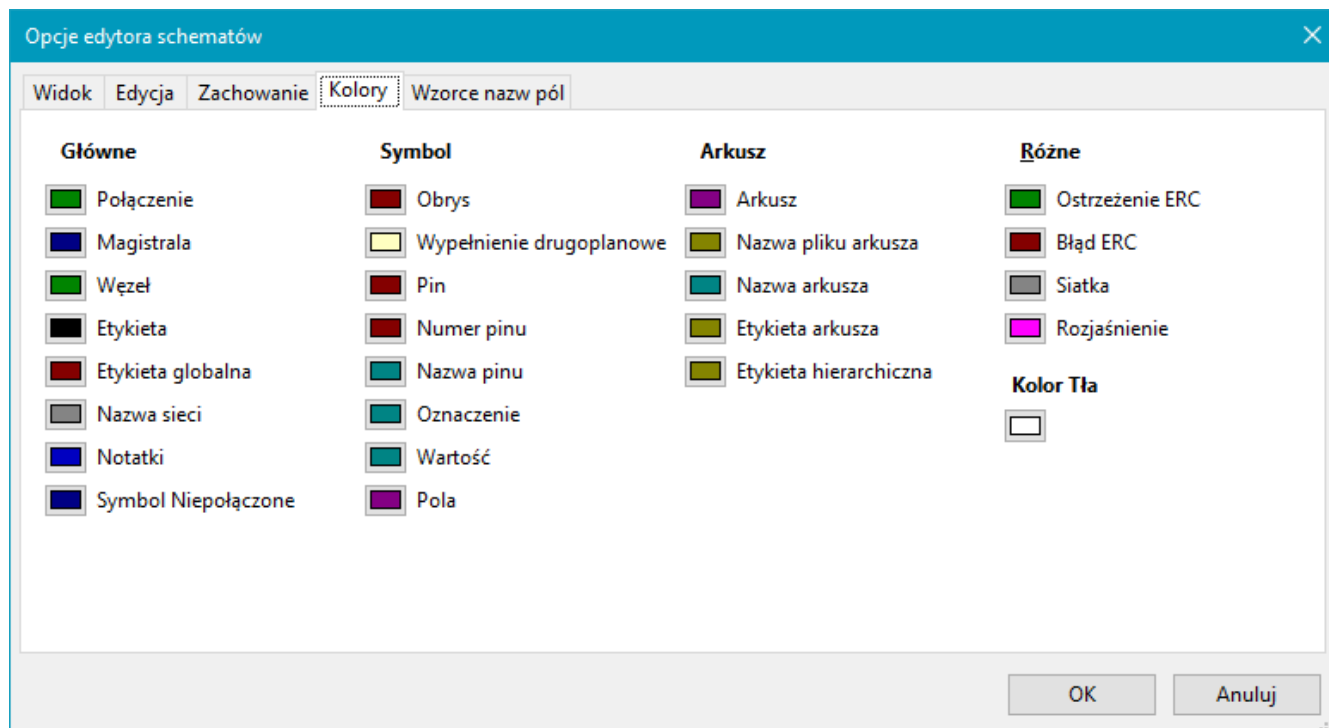 Opcje edytora schematów
Widok Edycja Zachowanie Kolory Wzorce nazw pól
Główne
Połączenie
Magistrala
Węzeł
Etykieta
Etykieta globalna
Nazwa sieci
Notatki
Symbol Niepołączone
Symbol
Obrys
Wypełnienie drugoplanowe
Pin
Numer pinu
Nazwa pinu
Oznaczenie
Wartość
Pola
Arkusz
Arkusz
Nazwa pliku arkusza
Nazwa arkusza
Etykieta arkusza
Etykieta hierarchiczna
Różne
Ostrzeżenie ERC
Błąd ERC
Siatka
Rozjaśnienie
Kolor Tła
OK Anuluj